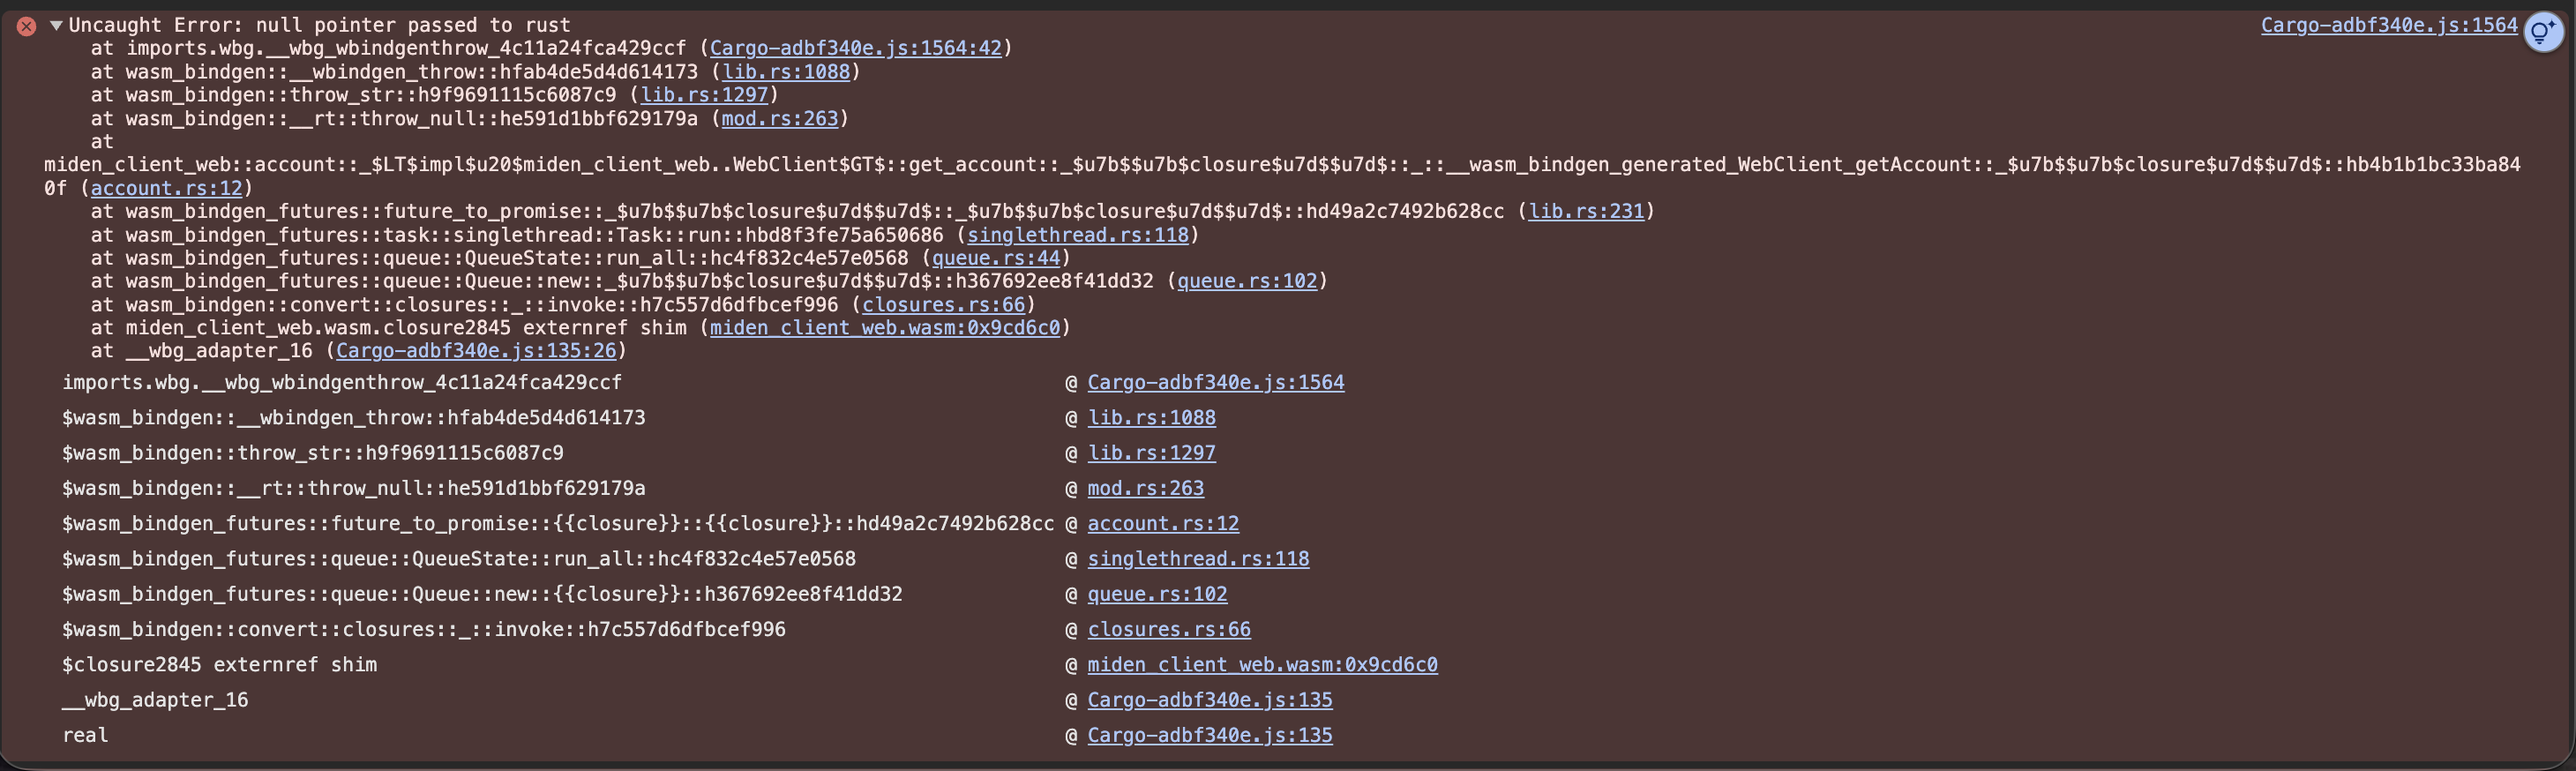 Uncaught Error: null pointer passed to rust Cargo-adbf340e.js:1564
at imports.wbg.__wbg_wbindgenthrow_4c11a24fca429ccf (Cargo-adbf340e.js:1564:42)
at wasm_bindgen::__wbindgen_throw::hfab4de5d4d614173 (lib.rs:1088)
at wasm_bindgen::throw_str::h9f9691115c6087c9 (lib.rs:1297)
at wasm_bindgen::__rt::throw_null::he591d1bbf629179a (mod.rs:263)
at
miden_client_web::account::_$LT$impl$u20$miden_client_web..WebClient$GT$::get_account::_$u7b$$u7b$closure$u7d$$u7d$::_::__wasm_bindgen_generated_WebClient_getAccount::_$u7b$$u7b$closure$u7d$$u7d$::hb4b1b1bc33ba84
0f (account.rs:12)
at wasm_bindgen_futures::future_to_promise::_$u7b$$u7b$closure$u7d$$u7d$::_$u7b$$u7b$closure$u7d$$u7d$::hd49a2c7492b628cc (lib.rs:231)
at wasm_bindgen_futures::task::singlethread::Task::run::hbd8f3fe75a650686 (singlethread.rs:118)
at wasm_bindgen_futures::queue::QueueState::run_all::hc4f832c4e57e0568 (queue.rs:44)
at wasm_bindgen_futures::queue::Queue::new::_$u7b$$u7b$closure$u7d$$u7d$::h367692ee8f41dd32 (queue.rs:102)
at wasm_bindgen::convert::closures::_::invoke::h7c557d6dfbcef996 (closures.rs:66)
at miden_client_web.wasm.closure2845 externref shim (miden_client_web.wasm:0x9cd6c0)
at __wbg_adapter_16 (Cargo-adbf340e.js:135:26)
imports.wbg.__wbg_wbindgenthrow_4c11a24fca429ccf @ Cargo-adbf340e.js:1564
$wasm_bindgen::__wbindgen_throw::hfab4de5d4d614173 @ lib.rs:1088
$wasm_bindgen::throw_str::h9f9691115c6087c9 @ lib.rs:1297
$wasm_bindgen::__rt::throw_null::he591d1bbf629179a @ mod.rs:263
$wasm_bindgen_futures::future_to_promise::{{closure}}::{{closure}}::hd49a2c7492b628cc @ account.rs:12
$wasm_bindgen_futures::queue::QueueState::run_all::hc4f832c4e57e0568 @ singlethread.rs:118
$wasm_bindgen_futures::queue::Queue::new::{{closure}}::h367692ee8f41dd32 @ queue.rs:102
$wasm_bindgen::convert::closures::_::invoke::h7c557d6dfbcef996 @ closures.rs:66
$closure2845 externref shim @ miden_client_web.wasm:0x9cd6c0
__wbg_adapter_16 @ Cargo-adbf340e.js:135
real @ Cargo-adbf340e.js:135